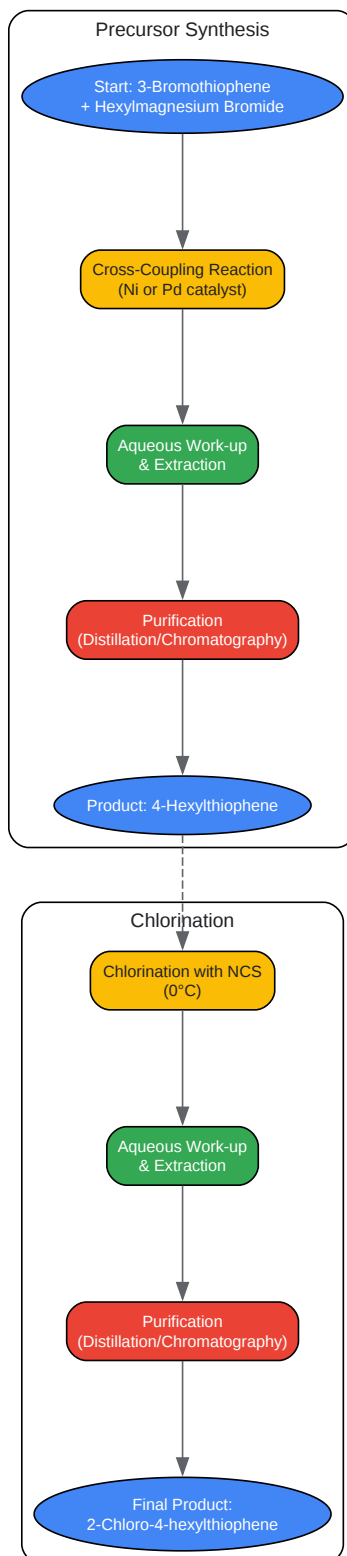 Precursor Synthesis
Start: 3-Bromothiophene
+ Hexylmagnesium Bromide
Cross-Coupling Reaction
(Ni or Pd catalyst)
Aqueous Work-up
& Extraction
Purification
(Distillation/Chromatography)
Product: 4-Hexylthiophene
Chlorination
Chlorination with NCS
(0°C)
Aqueous Work-up
& Extraction
Purification
(Distillation/Chromatography)
Final Product:
2-Chloro-4-hexylthiophene